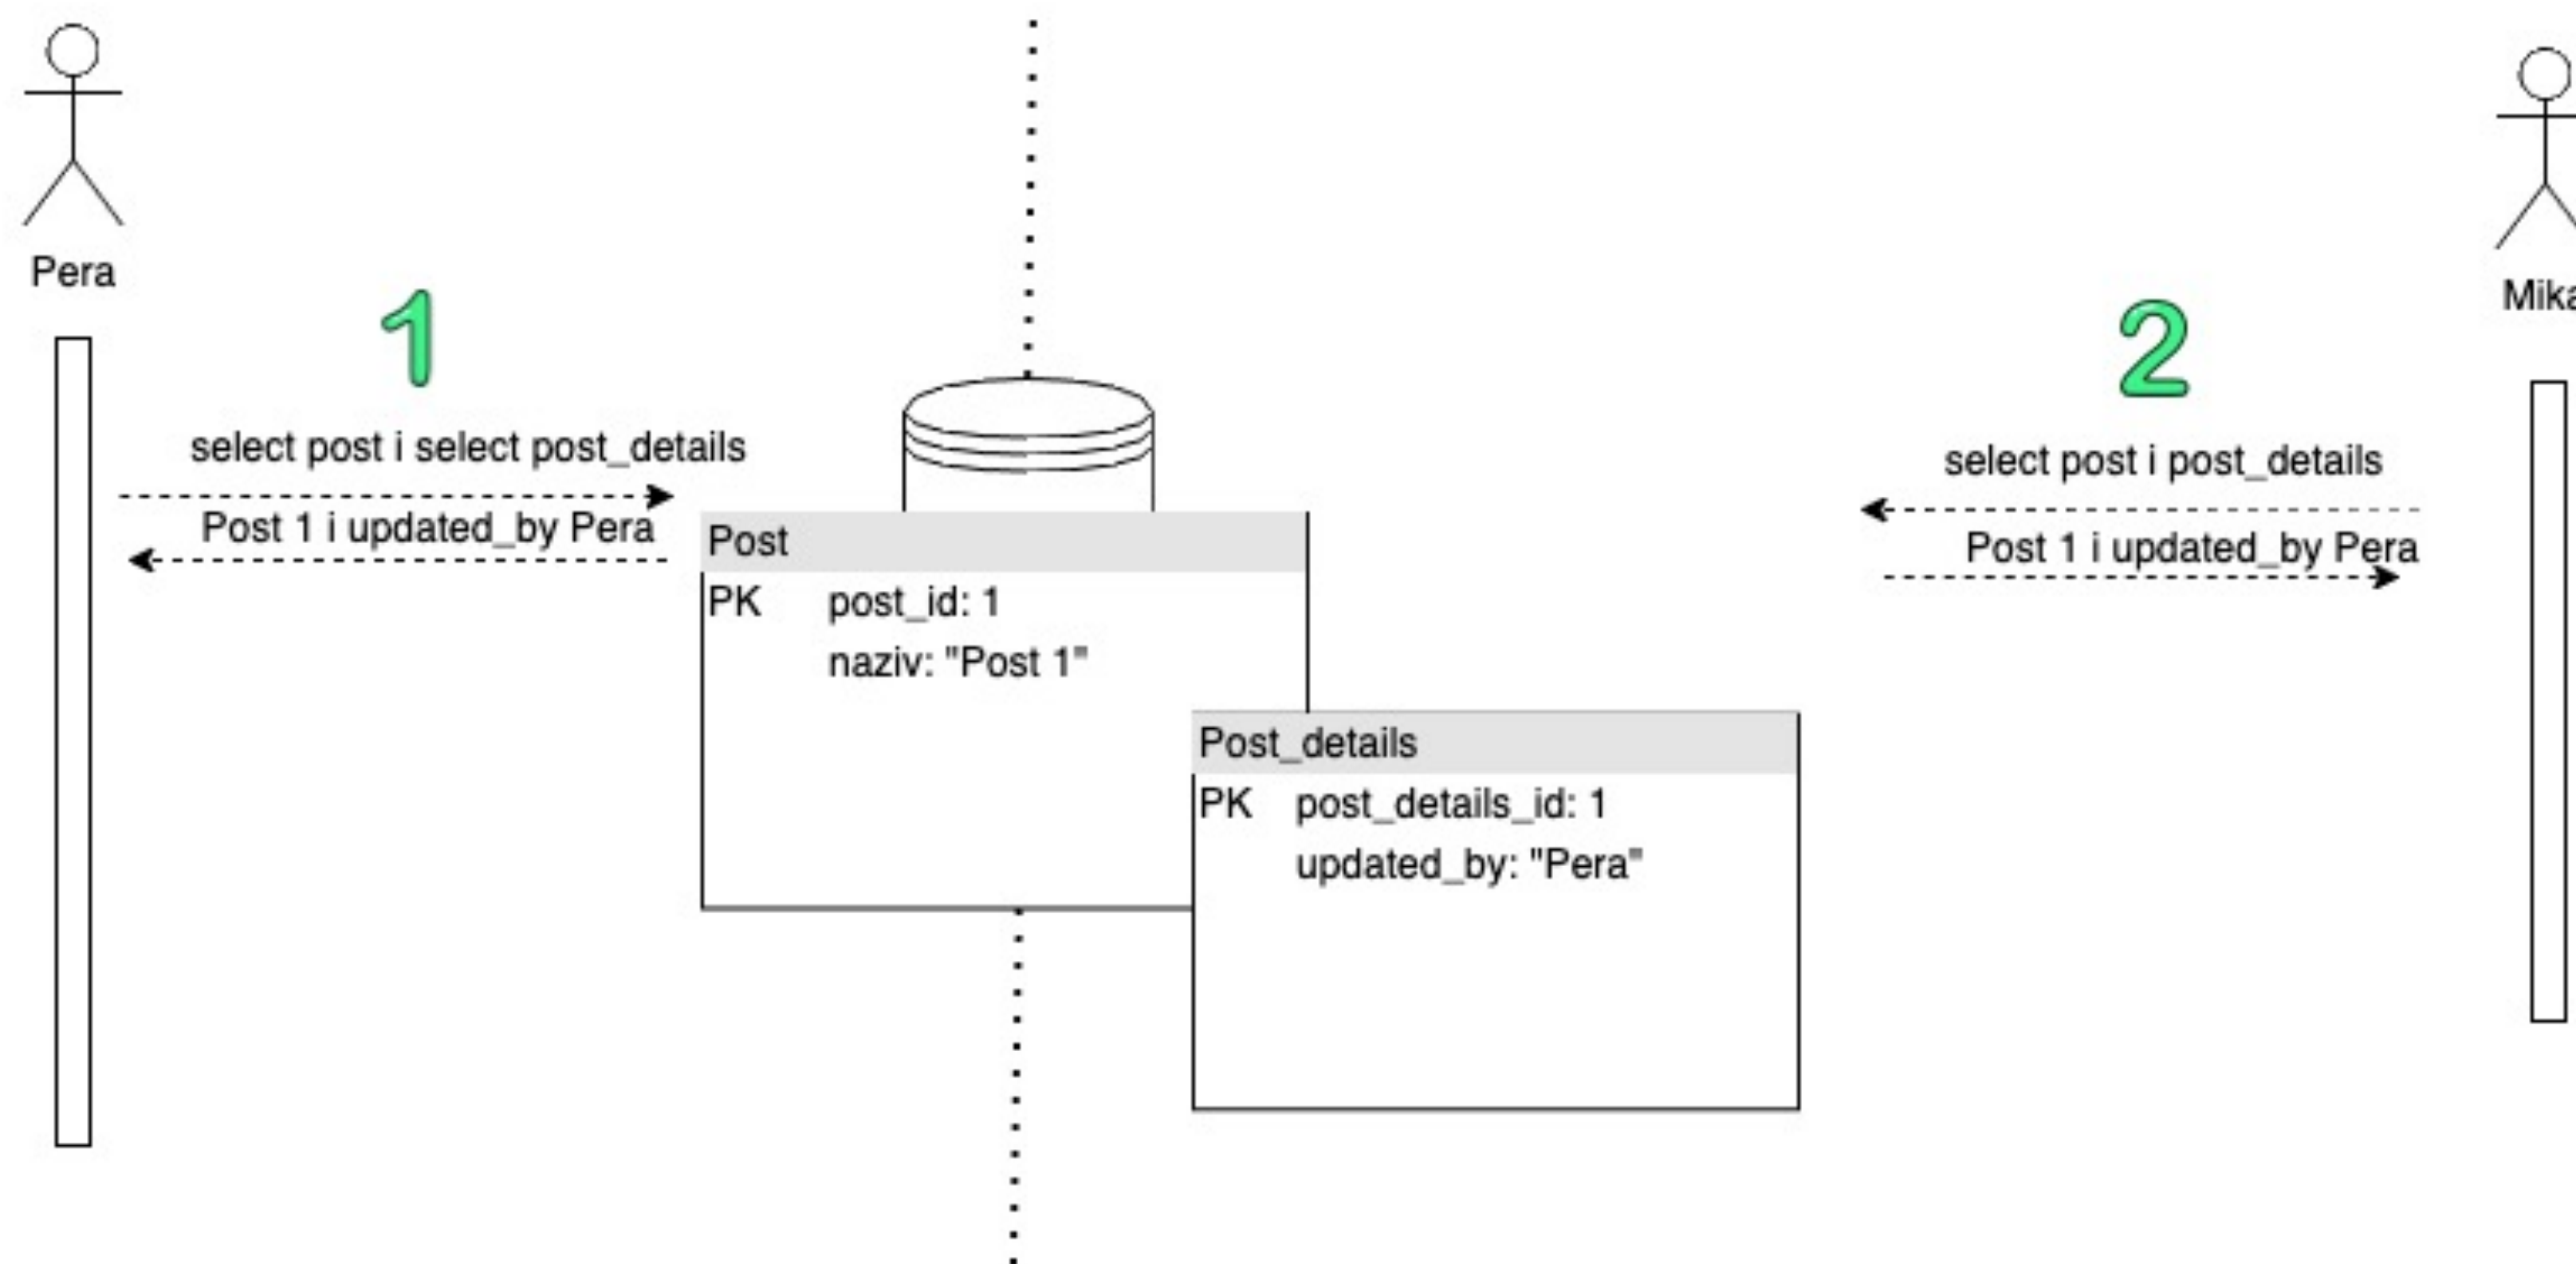 Pera
1
select post i select post_details
Post 1 i updated_by Pera
Post
PK post_id: 1
naziv: "Post 1"
Post_details
PK post_details_id: 1
updated_by: "Pera"
2
select post i post_details
Post 1 i updated_by Pera
Mika